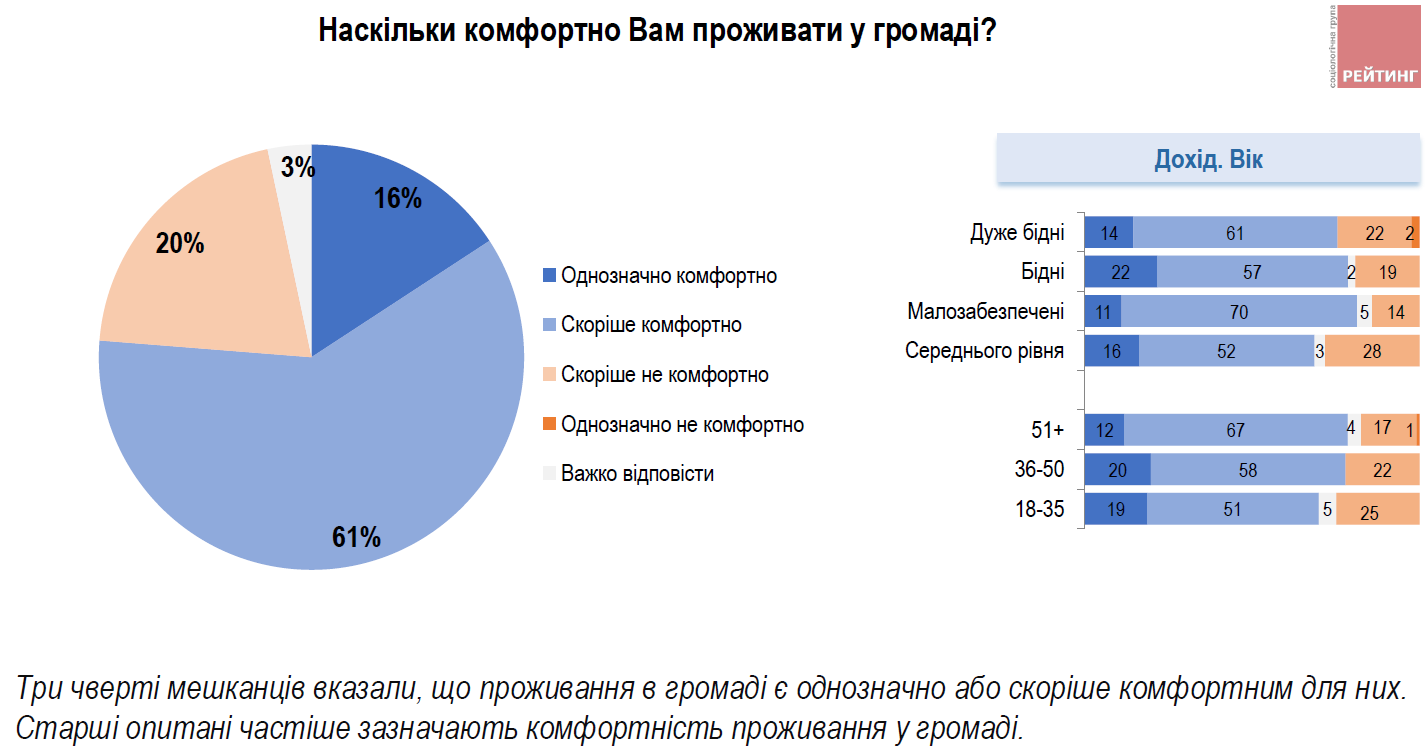 Наскільки комфортно Вам проживати у громаді?
соціологічна група
РЕЙТИНГ
3%
16%
20%
61%
Однозначно комфортно
Скоріше комфортно
Скоріше не комфортно
Однозначно не комфортно
Важко відповісти
Дохід. Вік
Дуже бідні 14 61 22 2
Бідні 22 57 2 19
Малозабезпечені 11 70 5 14
Середнього рівня 16 52 3 28
51+ 12 67 4 17 1
36-50 20 58 22
18-35 19 51 5 25
Три чверті мешканців вказали, що проживання в громаді є однозначно або скоріше комфортним для них.
Старші опитані частіше зазначають комфортність проживання у громаді.